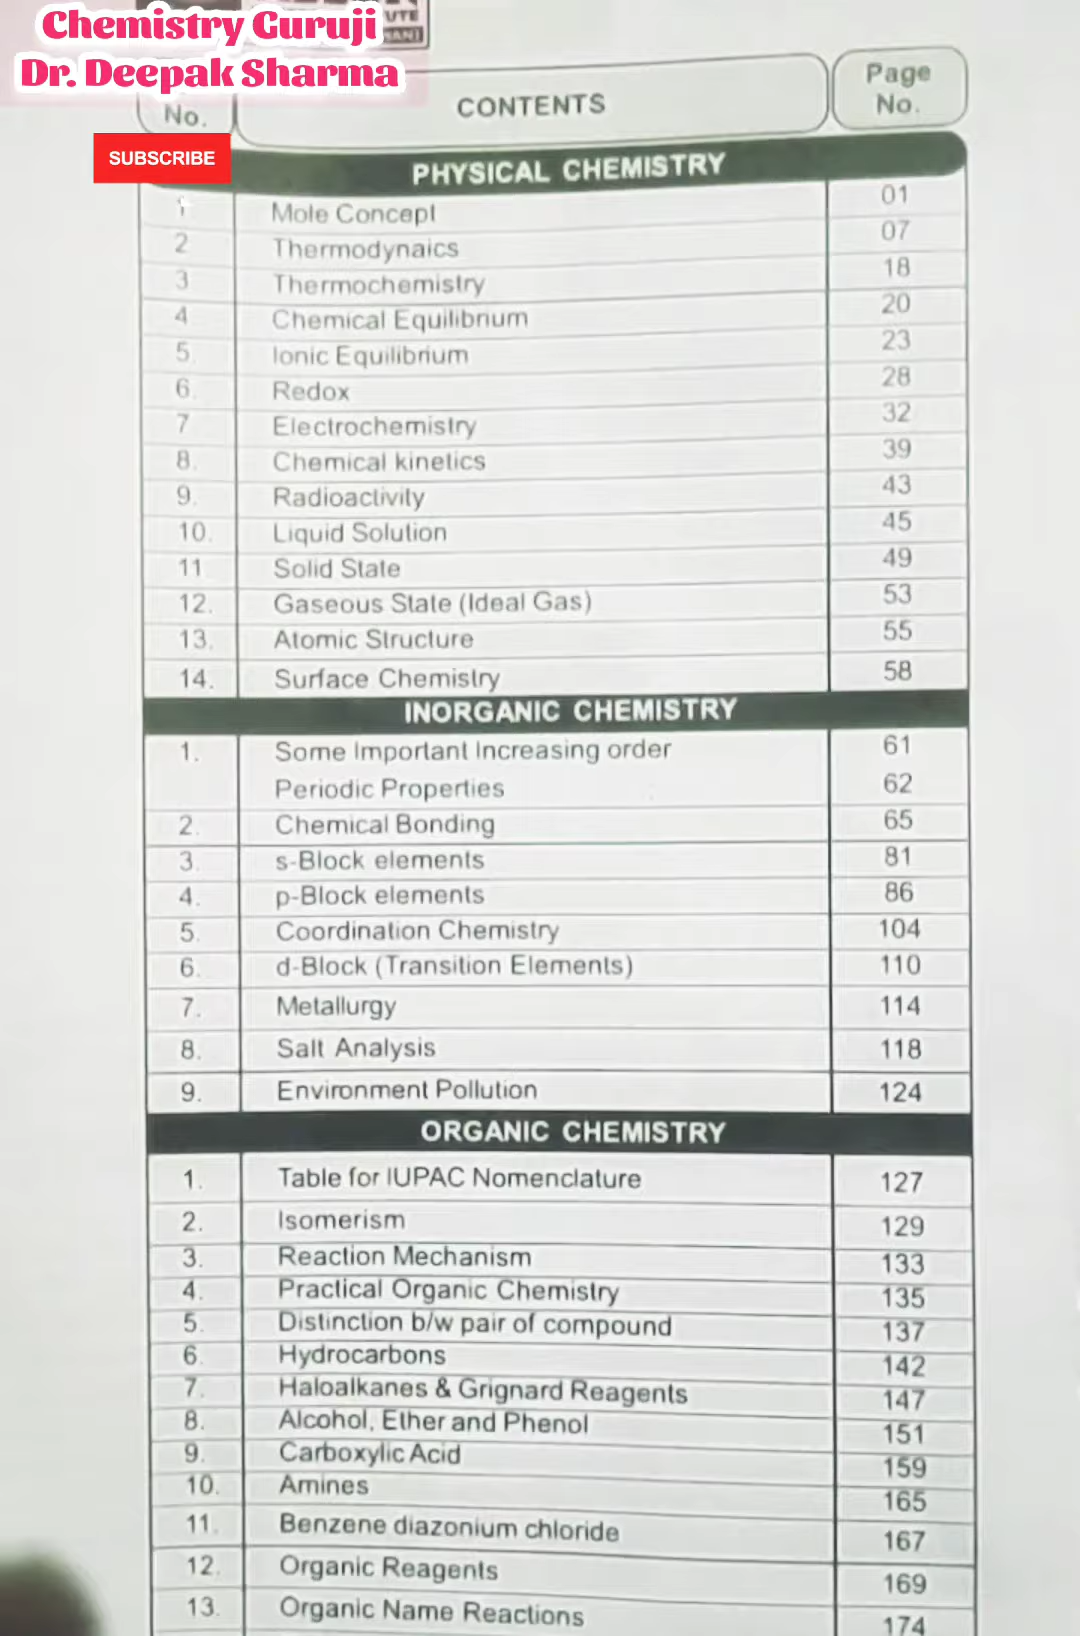 Chemistry Guruji
Dr. Deepak Sharma
UTE
SUBSCRIBE
No. CONTENTS Page No.
PHYSICAL CHEMISTRY
1 Mole Concept 01
2 Thermodynaics 07
3 Thermochemistry 18
4 Chemical Equilibrium 20
5. Ionic Equilibrium 23
6. Redox 28
7 Electrochemistry 32
8. Chemical kinetics 39
9. Radioactivity 43
10. Liquid Solution 45
11 Solid State 49
12. Gaseous State (Ideal Gas) 53
13. Atomic Structure 55
14. Surface Chemistry 58
INORGANIC CHEMISTRY
1. Some Important Increasing order 61
Periodic Properties 62
2. Chemical Bonding 65
3. s-Block elements 81
4. p-Block elements 86
5. Coordination Chemistry 104
6. d-Block (Transition Elements) 110
7. Metallurgy 114
8. Salt Analysis 118
9. Environment Pollution 124
ORGANIC CHEMISTRY
1. Table for IUPAC Nomenclature 127
2. Isomerism 129
3. Reaction Mechanism 133
4. Practical Organic Chemistry 135
5. Distinction b/w pair of compound 137
6. Hydrocarbons 142
7. Haloalkanes & Grignard Reagents 147
8. Alcohol, Ether and Phenol 151
9. Carboxylic Acid 159
10. Amines 165
11. Benzene diazonium chloride 167
12. Organic Reagents 169
13. Organic Name Reactions 174